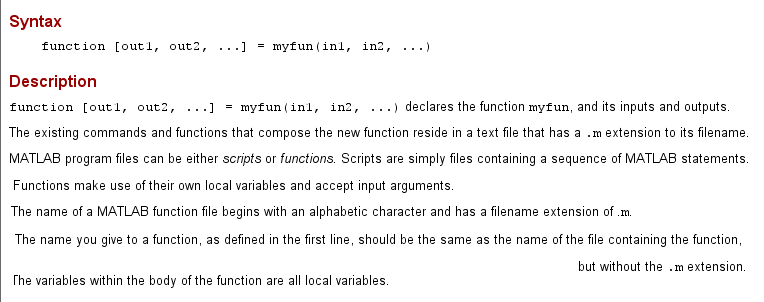 Syntax
function [out1, out2, ...] = myfun(in1, in2, ...)
Description
function [out1, out2, ...] = myfun(in1, in2, ...) declares the function myfun, and its inputs and outputs.
The existing commands and functions that compose the new function reside in a text file that has a .m extension to its filename.
MATLAB program files can be either scripts or functions. Scripts are simply files containing a sequence of MATLAB statements.
Functions make use of their own local variables and accept input arguments.
The name of a MATLAB function file begins with an alphabetic character and has a filename extension of .m.
The name you give to a function, as defined in the first line, should be the same as the name of the file containing the function,
but without the .m extension.
The variables within the body of the function are all local variables.